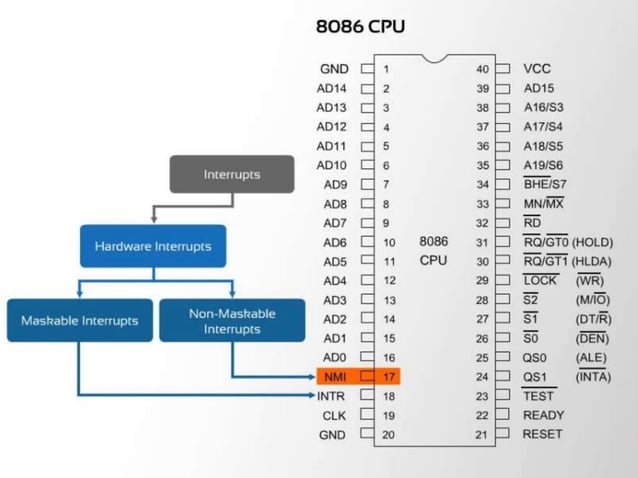 8086 CPU
GND 1 40 VCC
AD14 2 39 AD15
AD13 3 38 A16/S3
AD12 4 37 A17/S4
AD11 5 36 A18/S5
AD10 6 35 A19/S6
Interrupts
AD9 7 34 BHE/S7
AD8 8 33 MN/MX
AD7 9 32 RD
Hardware Interrupts
AD6 10 8086 31 RQ/GT0 (HOLD)
AD5 11 CPU 30 RQ/GT1 (HLDA)
AD4 12 29 LOCK (WR)
AD3 13 28 S2 (M/IO)
Maskable Interrupts
Non-Maskable
Interrupts
AD2 14 27 S1 (DT/R)
AD1 15 26 S0 (DEN)
AD0 16 25 QS0 (ALE)
NMI 17 24 QS1 (INTA)
INTR 18 23 TEST
CLK 19 22 READY
GND 20 21 RESET